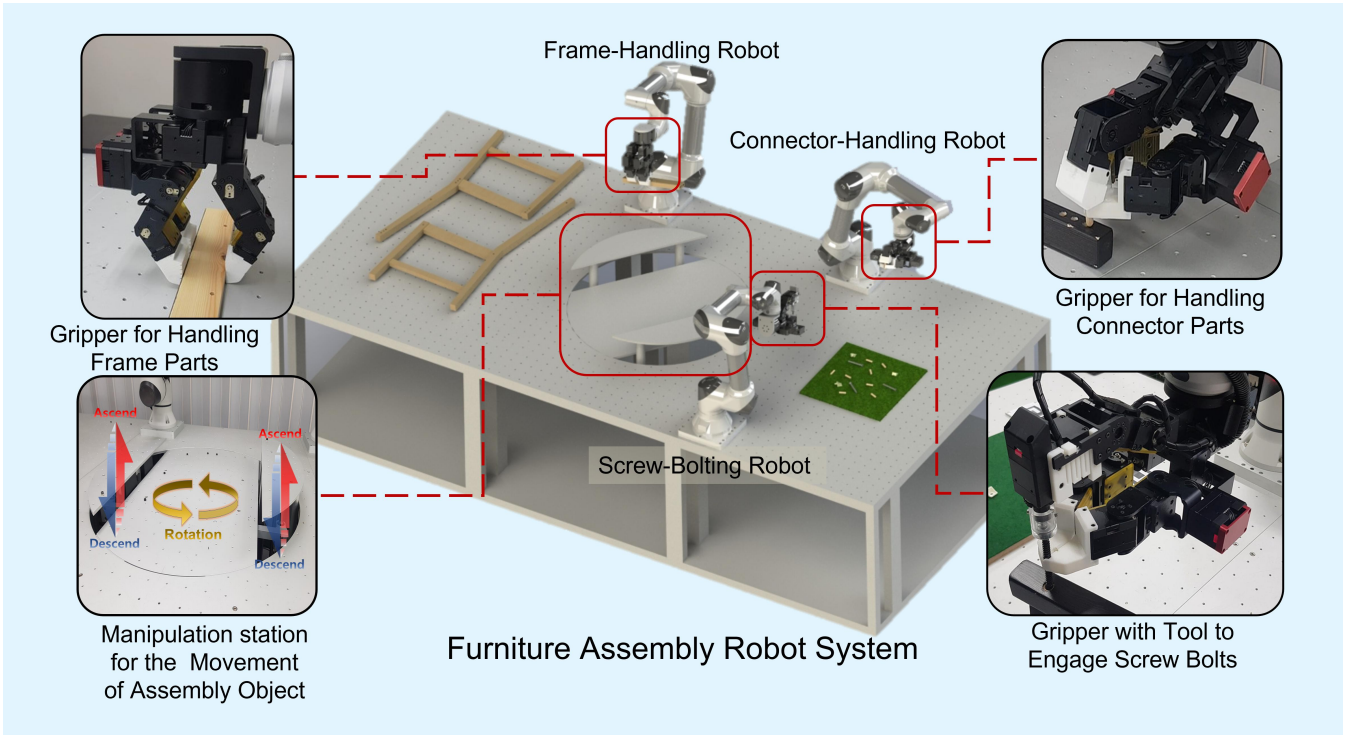 Frame-Handling Robot
Connector-Handling Robot
Gripper for Handling
Frame Parts
Gripper for Handling
Connector Parts
Ascend
Ascend
Rotation
Descend
Descend
Screw-Bolting Robot
Manipulation station
for the Movement
of Assembly Object
Furniture Assembly Robot System
Gripper with Tool to
Engage Screw Bolts